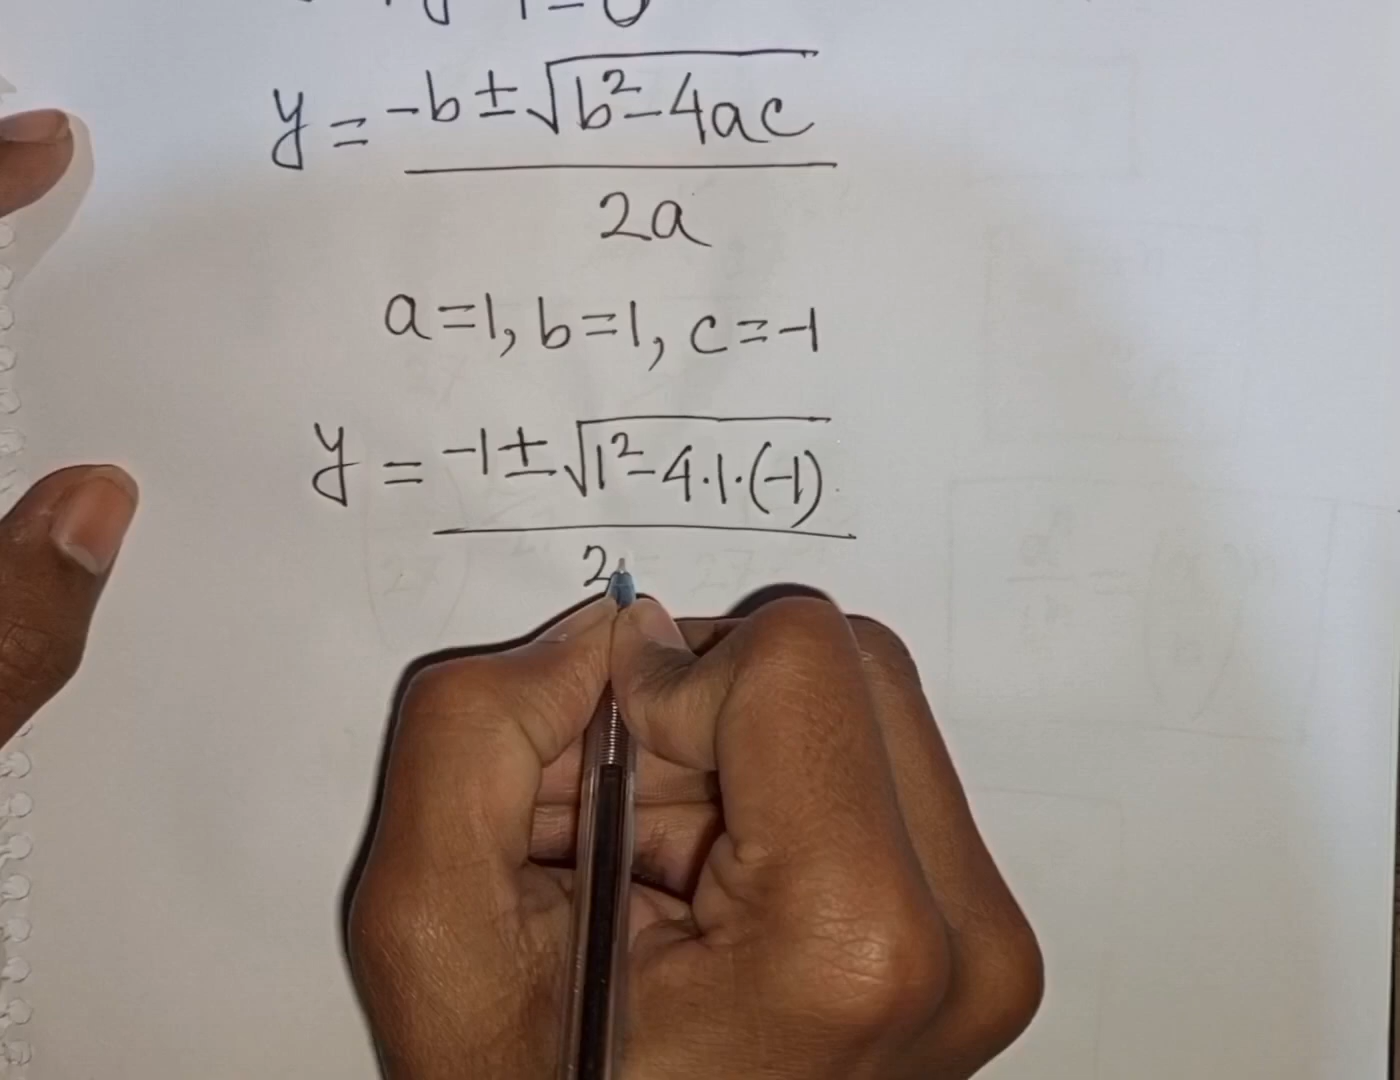 y = -b ± √(b² - 4ac) / 2a
a = 1, b = 1, c = -1
y = -1 ± √(1² - 4·1·(-1)) / 2·